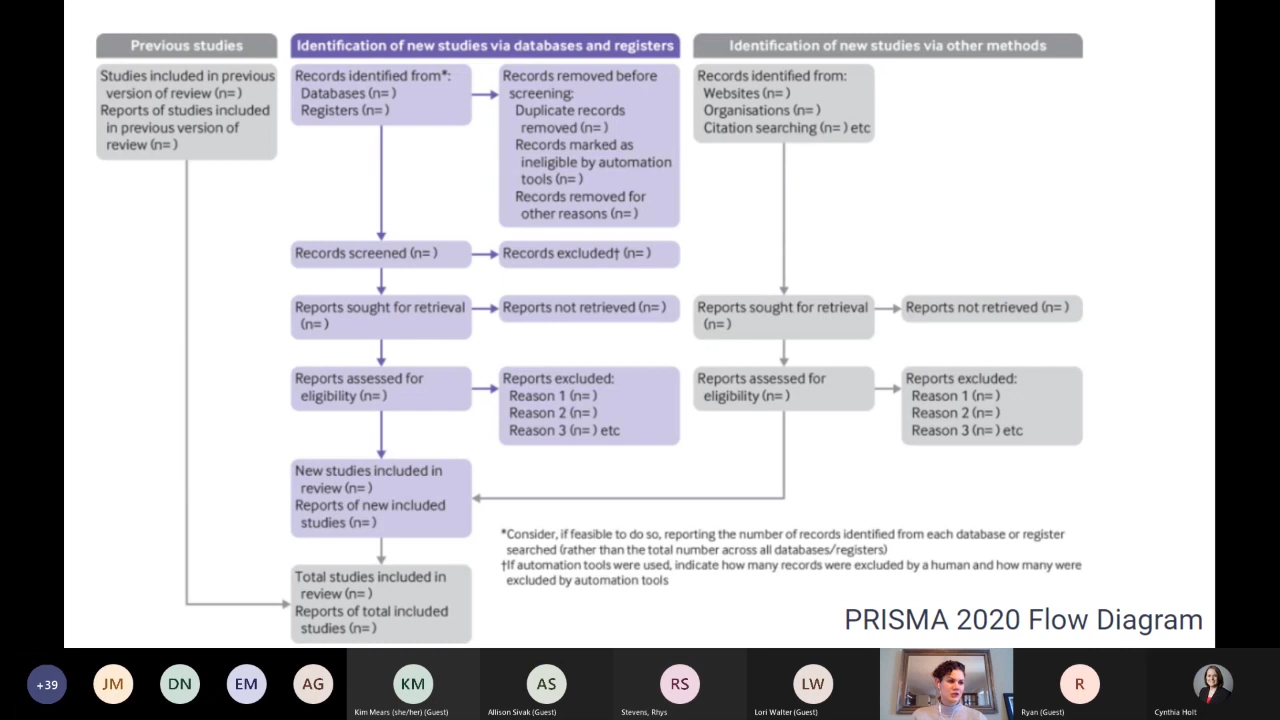 Previous studies
Studies included in previous
version of review (n= )
Reports of studies included
in previous version of
review (n= )
Identification of new studies via databases and registers
Records identified from*:
Databases (n= )
Registers (n= )
Records removed before
screening:
Duplicate records
removed (n= )
Records marked as
ineligible by automation
tools (n= )
Records removed for
other reasons (n= )
Records screened (n= )
Records excluded† (n= )
Reports sought for retrieval
(n= )
Reports not retrieved (n= )
Reports assessed for
eligibility (n= )
Reports excluded:
Reason 1 (n= )
Reason 2 (n= )
Reason 3 (n= ) etc
New studies included in
review (n= )
Reports of new included
studies (n= )
Total studies included in
review (n= )
Reports of total included
studies (n= )
Identification of new studies via other methods
Records identified from:
Websites (n= )
Organisations (n= )
Citation searching (n= ) etc
Reports sought for retrieval
(n= )
Reports not retrieved (n= )
Reports assessed for
eligibility (n= )
Reports excluded:
Reason 1 (n= )
Reason 2 (n= )
Reason 3 (n= ) etc
*Consider, if feasible to do so, reporting the number of records identified from each database or register
searched (rather than the total number across all databases/registers)
†If automation tools were used, indicate how many records were excluded by a human and how many were
excluded by automation tools
PRISMA 2020 Flow Diagram
+39
JM
DN
EM
AG
KM
Kim Mears (she/her) (Guest)
AS
Allison Sivak (Guest)
RS
Stevens, Rhys
LW
Lori Walter (Guest)
R
Ryan (Guest)
Cynthia Holt